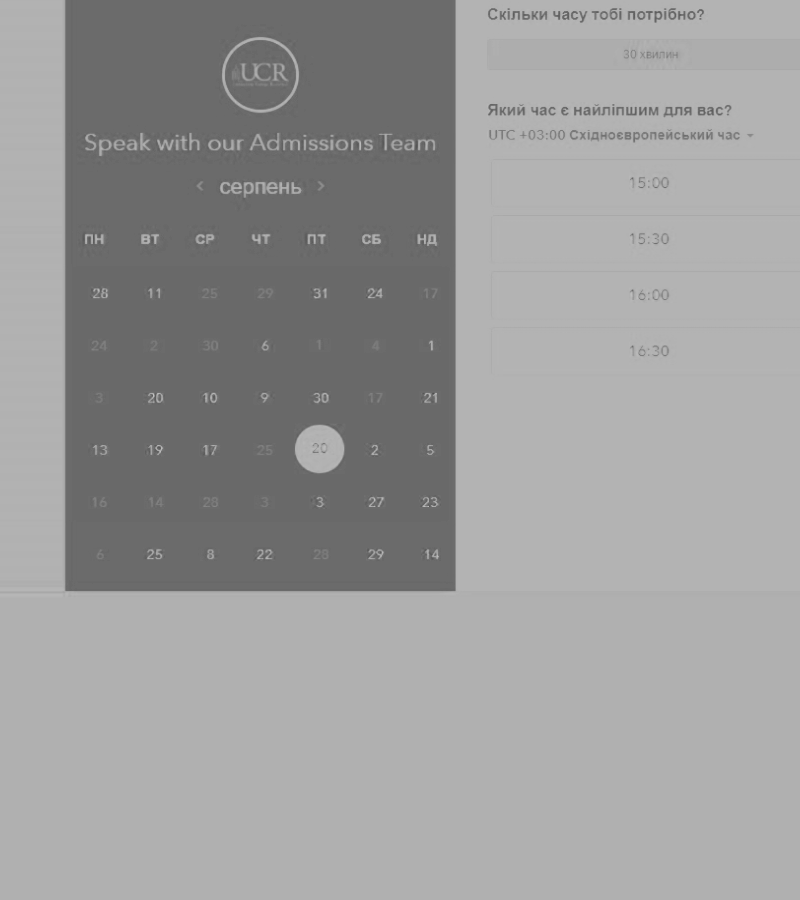 UCR
Speak with our Admissions Team
< серпень >
ПН ВТ СР ЧТ ПТ СБ НД
28 11 25 29 31 24 17
24 2 30 6 1 4 1
3 20 10 9 30 17 21
13 19 17 25 20 2 5
16 14 28 3 3 27 23
6 25 8 22 28 29 14
Скільки часу тобі потрібно?
30 хвилин
Який час є найліпшим для вас?
UTC +03:00 Східноєвропейський час
15:00
15:30
16:00
16:30